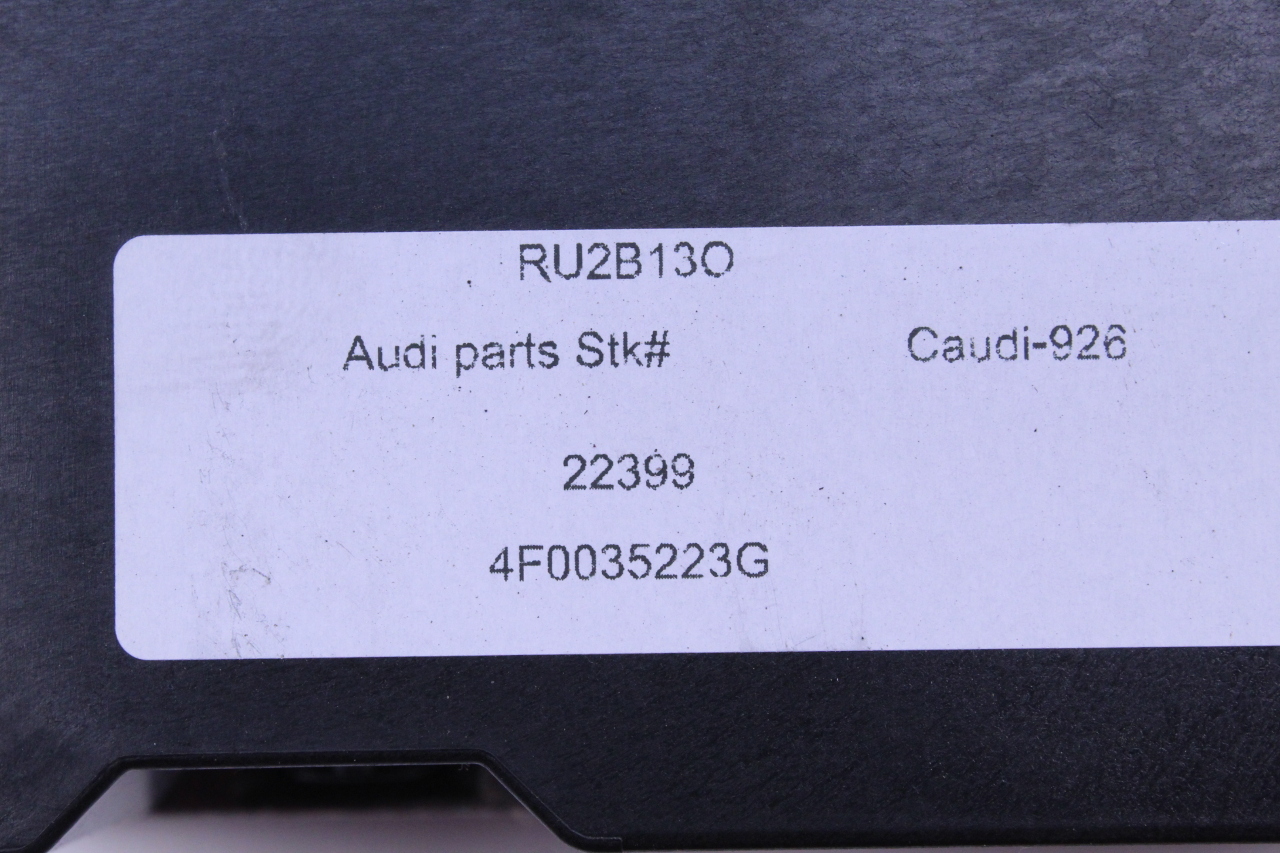 RU2B13O
Audi parts Stk# Caudi-926
22399
4F0035223G